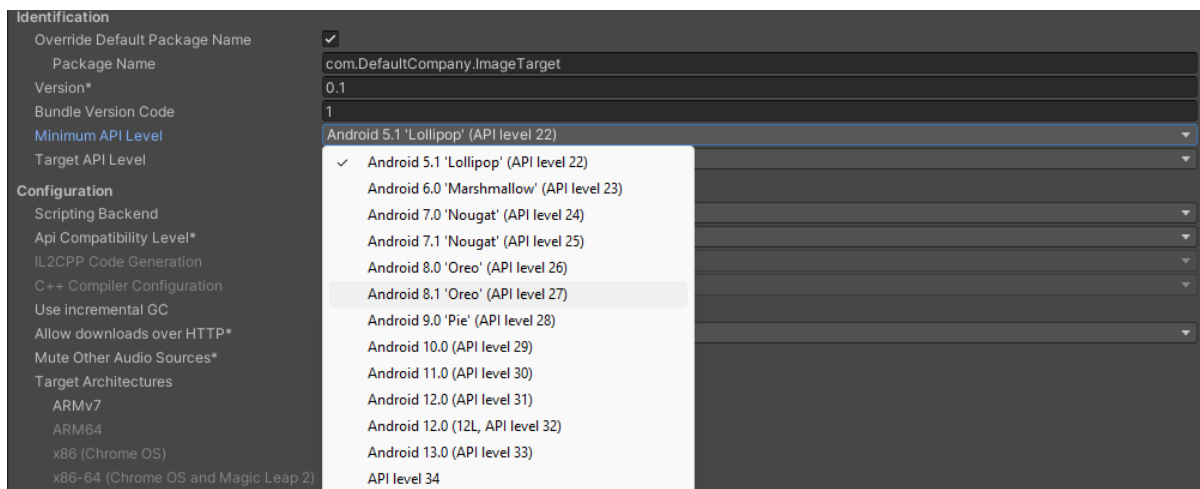 Identification
Override Default Package Name
Package Name com.DefaultCompany.ImageTarget
Version* 0.1
Bundle Version Code 1
Minimum API Level Android 5.1 'Lollipop' (API level 22)
Target API Level
Android 5.1 'Lollipop' (API level 22)
Android 6.0 'Marshmallow' (API level 23)
Android 7.0 'Nougat' (API level 24)
Android 7.1 'Nougat' (API level 25)
Android 8.0 'Oreo' (API level 26)
Android 8.1 'Oreo' (API level 27)
Android 9.0 'Pie' (API level 28)
Android 10.0 (API level 29)
Android 11.0 (API level 30)
Android 12.0 (API level 31)
Android 12.0 (12L, API level 32)
Android 13.0 (API level 33)
API level 34
Configuration
Scripting Backend
Api Compatibility Level*
IL2CPP Code Generation
C++ Compiler Configuration
Use incremental GC
Allow downloads over HTTP*
Mute Other Audio Sources*
Target Architectures
ARMv7
ARM64
x86 (Chrome OS)
x86-64 (Chrome OS and Magic Leap 2)